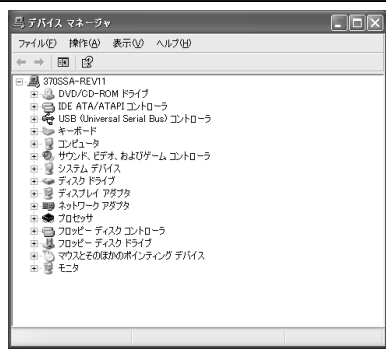 デバイス マネージャ
ファイル(F) 操作(A) 表示(V) ヘルプ(H)
370SSA-REV11
DVD/CD-ROM ドライブ
IDE ATA/ATAPI コントローラ
USB (Universal Serial Bus) コントローラ
キーボード
コンピュータ
サウンド、ビデオ、およびゲーム コントローラ
システム デバイス
ディスク ドライブ
ディスプレイ アダプタ
ネットワーク アダプタ
プロセッサ
フロッピー ディスク コントローラ
フロッピー ディスク ドライブ
マウスとそのほかのポインティング デバイス
モニタ